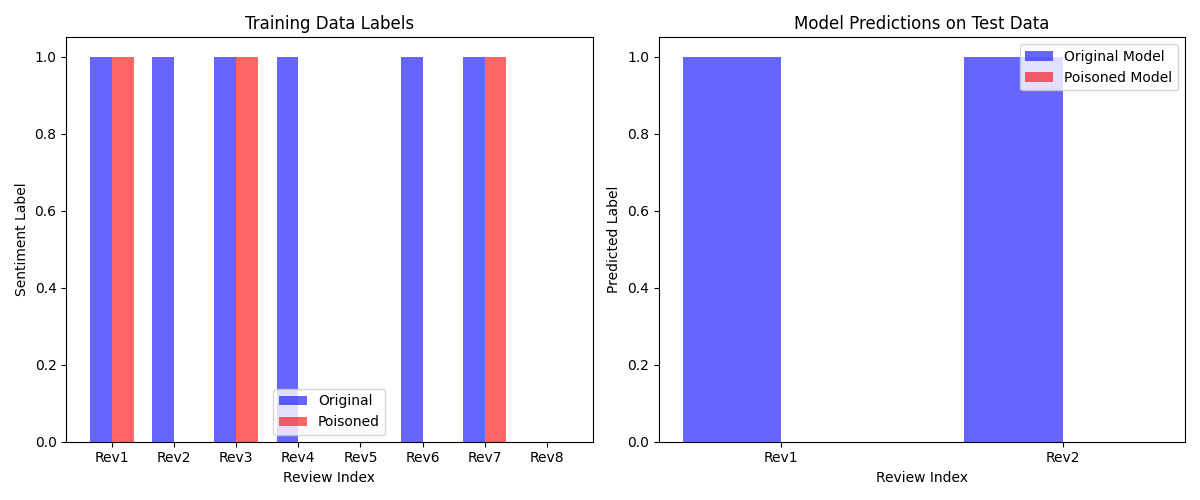 Training Data Labels
1.0
0.8
0.6
0.4
0.2
0.0
Sentiment Label
Original
Poisoned
Rev1 Rev2 Rev3 Rev4 Rev5 Rev6 Rev7 Rev8
Review Index
Model Predictions on Test Data
Original Model
Poisoned Model
1.0
0.8
0.6
0.4
0.2
0.0
Predicted Label
Rev1 Rev2
Review Index